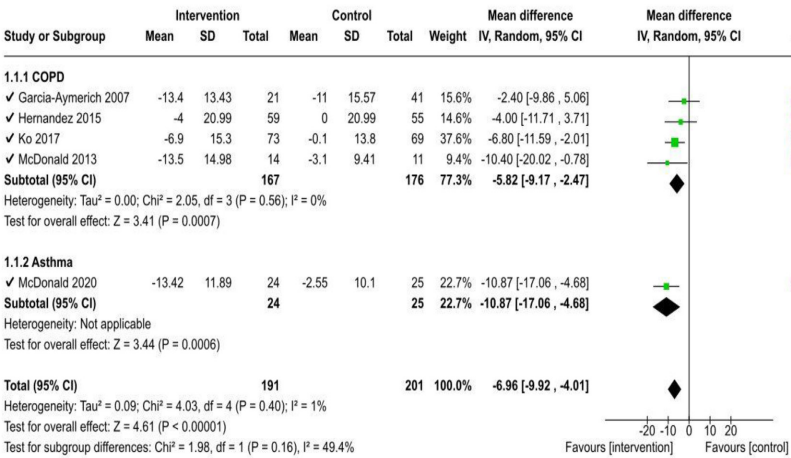 Intervention Control Mean difference Mean difference
Study or Subgroup Mean SD Total Mean SD Total Weight IV, Random, 95% CI IV, Random, 95% CI
1.1.1 COPD
✔ Garcia-Aymerich 2007 -13.4 13.43 21 -11 15.57 41 15.6% -2.40 [-9.86 , 5.06]
✔ Hernandez 2015 -4 20.99 59 0 20.99 55 14.6% -4.00 [-11.71 , 3.71]
✔ Ko 2017 -6.9 15.3 73 -0.1 13.8 69 37.6% -6.80 [-11.59 , -2.01]
✔ McDonald 2013 -13.5 14.98 14 -3.1 9.41 11 9.4% -10.40 [-20.02 , -0.78]
Subtotal (95% CI) 167 176 77.3% -5.82 [-9.17 , -2.47]
Heterogeneity: Tau² = 0.00; Chi² = 2.05, df = 3 (P = 0.56); I² = 0%
Test for overall effect: Z = 3.41 (P = 0.0007)
1.1.2 Asthma
✔ McDonald 2020 -13.42 11.89 24 -2.55 10.1 25 22.7% -10.87 [-17.06 , -4.68]
Subtotal (95% CI) 24 25 22.7% -10.87 [-17.06 , -4.68]
Heterogeneity: Not applicable
Test for overall effect: Z = 3.44 (P = 0.0006)
Total (95% CI) 191 201 100.0% -6.96 [-9.92 , -4.01]
Heterogeneity: Tau² = 0.09; Chi² = 4.03, df = 4 (P = 0.40); I² = 1%
Test for overall effect: Z = 4.61 (P < 0.00001)
-20 -10 0 10 20
Test for subgroup differences: Chi² = 1.98, df = 1 (P = 0.16), I² = 49.4%
Favours [intervention] Favours [control]